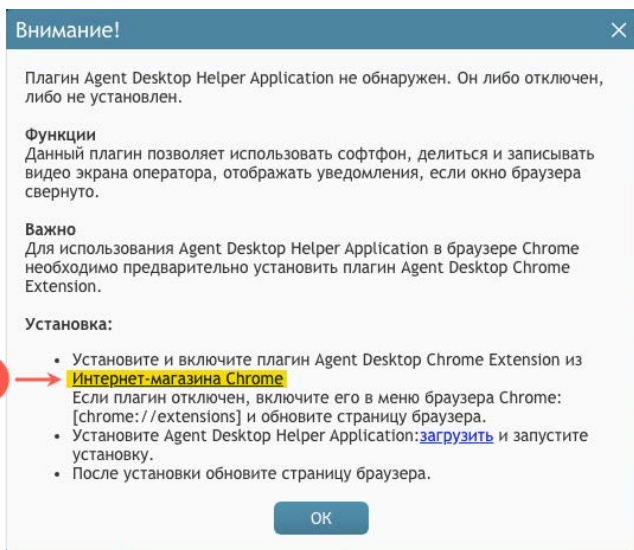 Внимание!
Плагин Agent Desktop Helper Application не обнаружен. Он либо отключен,
либо не установлен.
Функции
Данный плагин позволяет использовать софтфон, делиться и записывать
видео экрана оператора, отображать уведомления, если окно браузера
свернуто.
Важно
Для использования Agent Desktop Helper Application в браузере Chrome
необходимо предварительно установить плагин Agent Desktop Chrome
Extension.
Установка:
• Установите и включите плагин Agent Desktop Chrome Extension из
Интернет-магазина Chrome
Если плагин отключен, включите его в меню браузера Chrome:
[chrome://extensions] и обновите страницу браузера.
• Установите Agent Desktop Helper Application:загрузить и запустите
установку.
• После установки обновите страницу браузера.
ОК